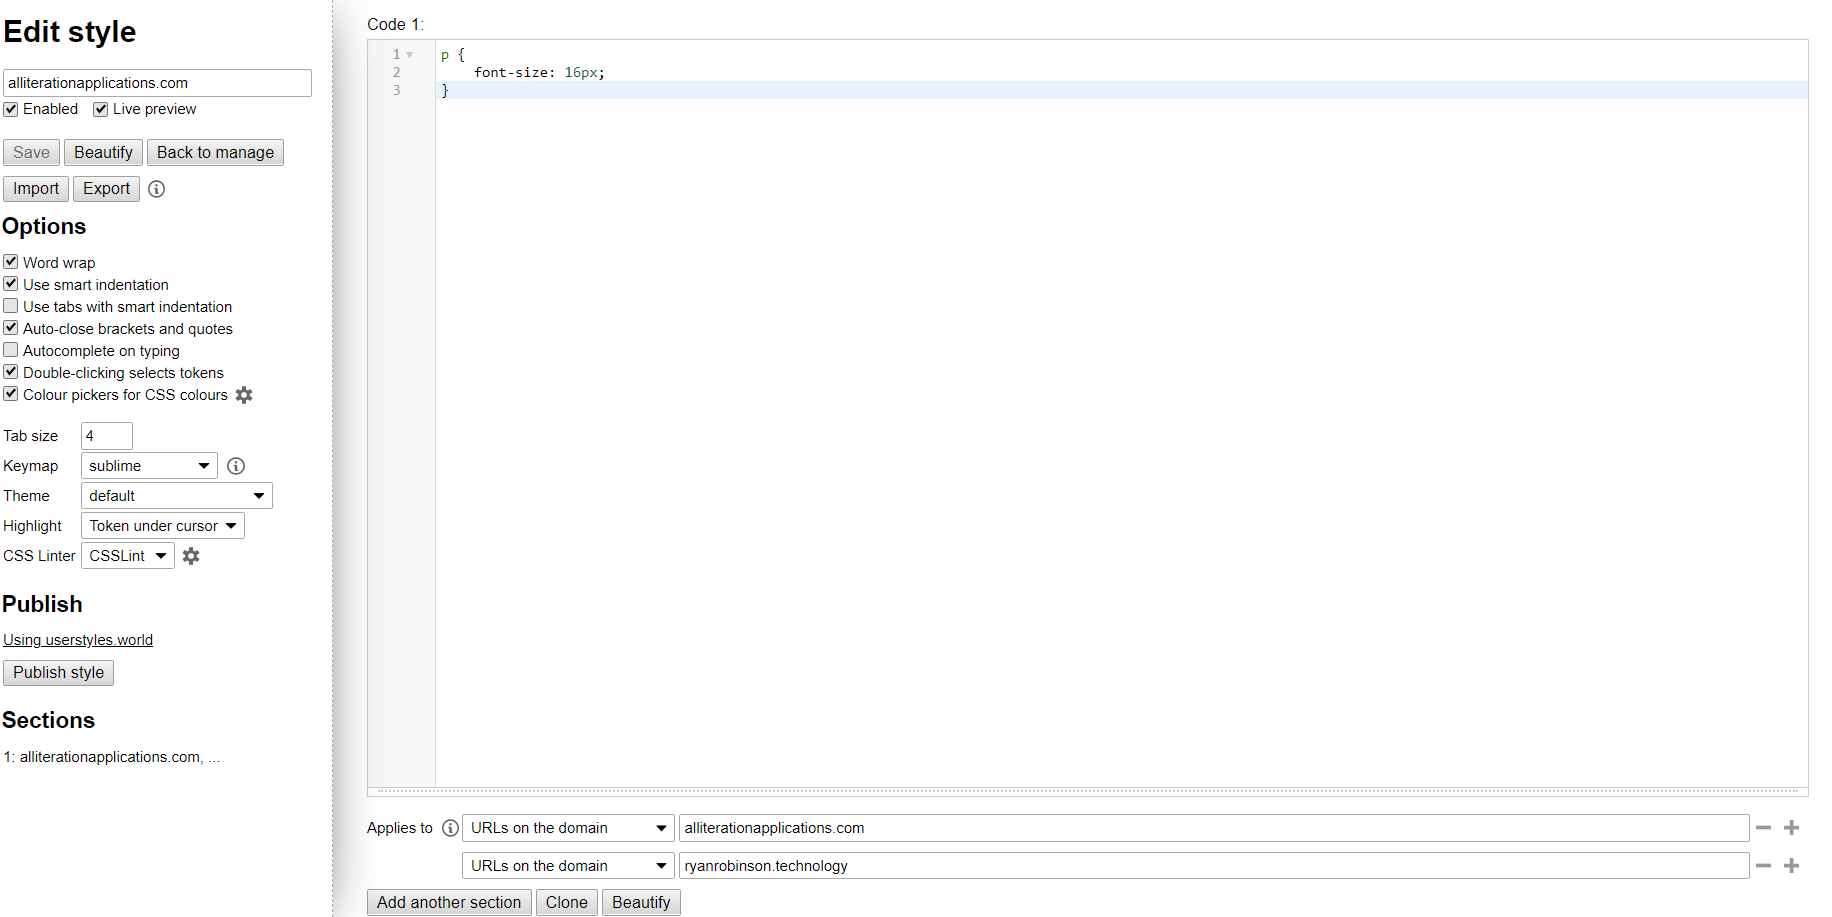 Edit style
alliterationapplications.com
Enabled Live preview
Save Beautify Back to manage
Import Export
Options
Word wrap
Use smart indentation
Use tabs with smart indentation
Auto-close brackets and quotes
Autocomplete on typing
Double-clicking selects tokens
Colour pickers for CSS colours
Tab size 4
Keymap sublime
Theme default
Highlight Token under cursor
CSS Linter CSSLint
Publish
Using userstyles.world
Publish style
Sections
1: alliterationapplications.com, ...
Code 1:
1 p {
2 font-size: 16px;
3 }
Applies to URLs on the domain alliterationapplications.com
URLs on the domain ryanrobinson.technology
Add another section Clone Beautify